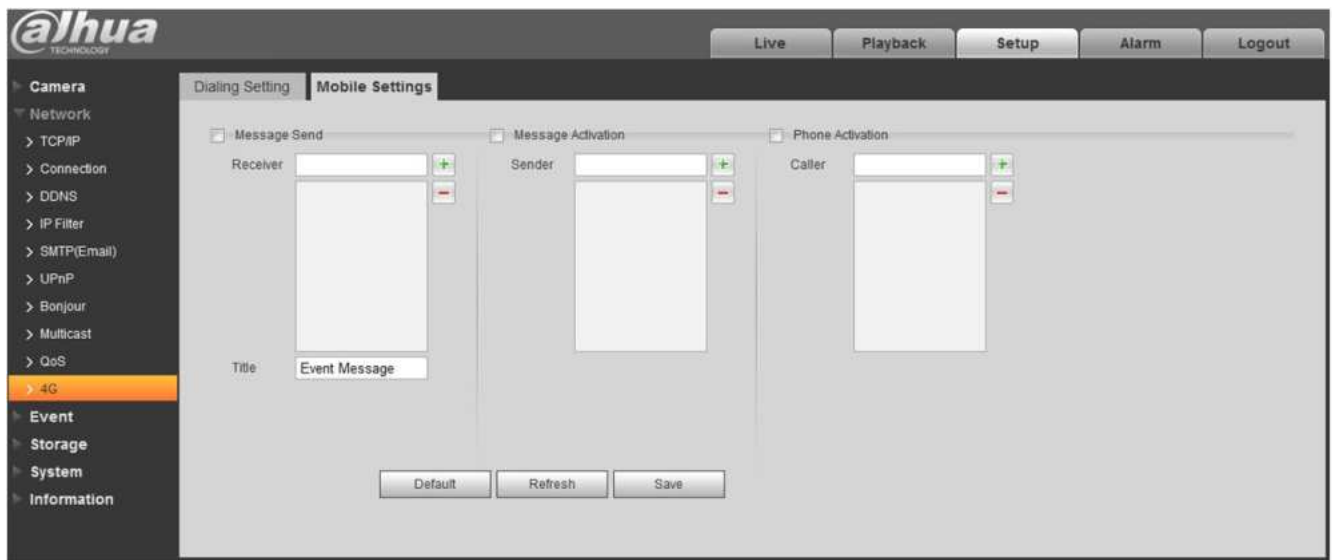 alhua
TECHNOLOGY
Live Playback Setup Alarm Logout
Camera
Network
TCP/IP
Connection
DDNS
IP Filter
SMTP(Email)
UPnP
Bonjour
Multicast
QoS
4G
Event
Storage
System
Information
Dialing Setting Mobile Settings
Message Send Message Activation Phone Activation
Receiver Sender Caller
Title Event Message
Default Refresh Save